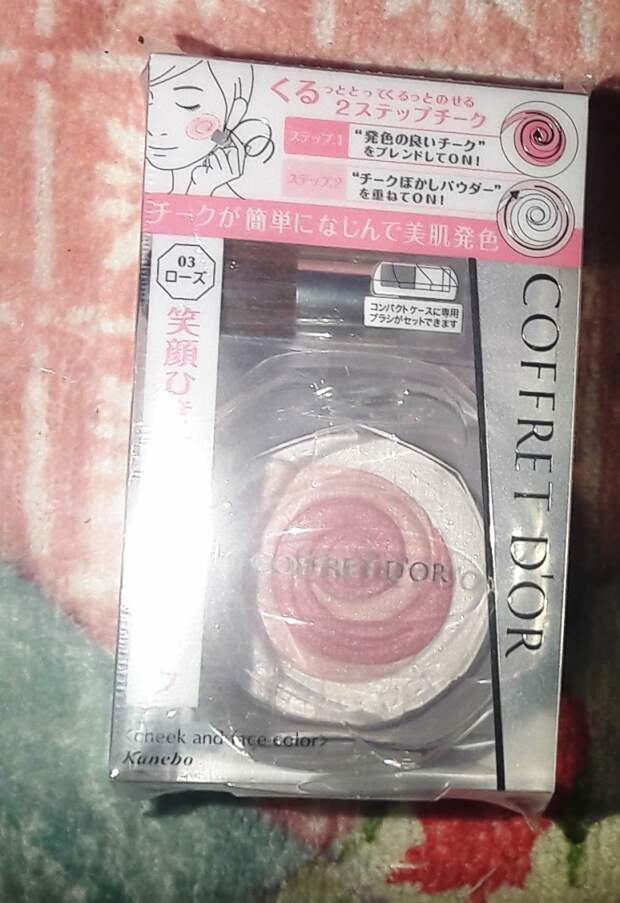 くるっととってくるっとのせる
2ステップチーク
ステップ.1
“発色の良いチーク”
をブレンドしてON!
ステップ.2
“チークぼかしパウダー”
を重ねてON!
チークが簡単になじんで美肌発色
03
ローズ
コンパクトケースに専用
ブラシがセットできます
笑顔ひ
COFFRET D'OR
COFFRET D'OR
<cheek and face color>
Kanebo